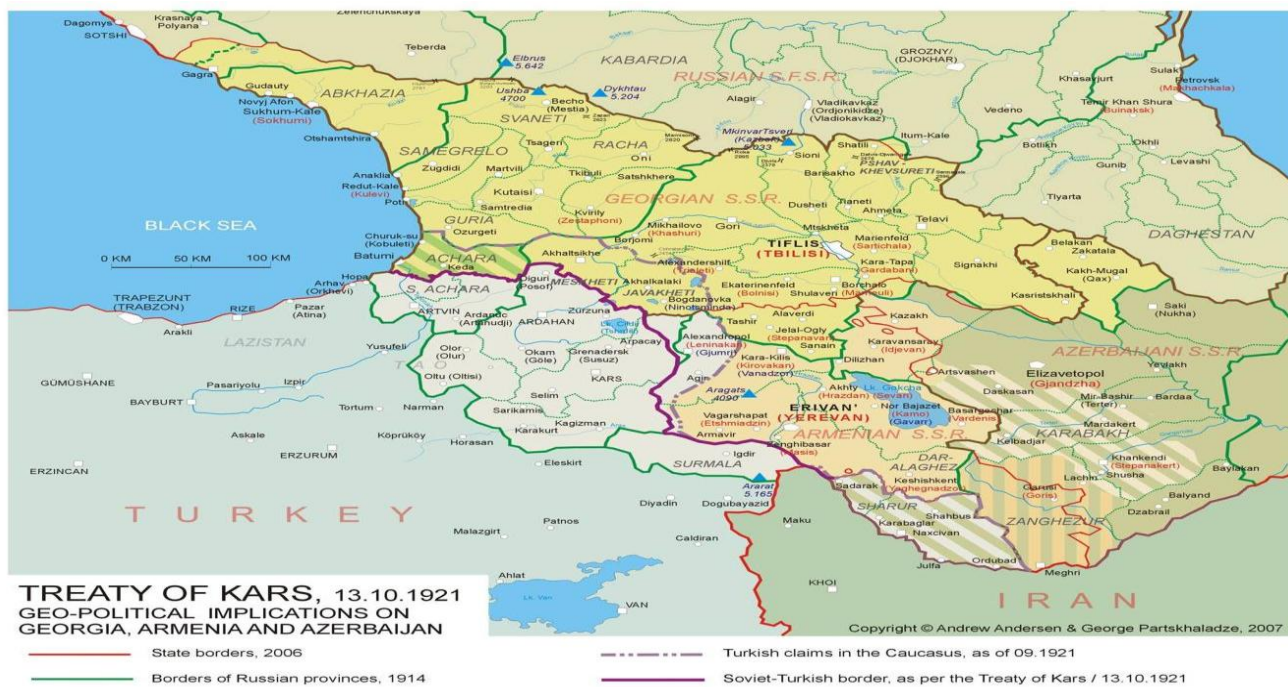 Krasnaya
Polyana
Dagomys
SOTSHI
Teberda
Elbrus
5.642
KABARDIA
GROZNY/
(DJOKHAR)
Sulak
Petrovsk
(Makhachkala)
Khasavjurt
RUSSIAN S.F.S.R.
Gagra
Gudauty
Novyj Afon
Sukhum-Kale
(Sokhumi)
ABKHAZIA
Ushba
4700
Becho
(Mestia)
Dykhtau
5.204
Alagir
Vladikavkaz
(Ordjonikidze)
(Vladiokavkaz)
Vedeno
Temir Khan Shura
(Buinaksk)
SVANETI
Otshamtshira
MkinvarTsveri
(Kazbek)
5.033
Itum-Kale
Shatili
Botlikh
Okhli
Levashi
Tsageri
RACHA
Oni
Sioni
PSHAV-
KHEVSURETI
Gunib
SAMEGRELO
Zugdidi
Martvili
Tkibuli
Satshkhere
Barisakho
Tlyarta
Anaklia
Redut-Kale
(Kulevi)
Poti
Kutaisi
Samtredia
GEORGIAN S.S.R.
Dusheti
Tianeti
Ahmeta
Telavi
GURIA
Ozurgeti
Kvirily
(Zestaphoni)
Mikhailovo
(Khashuri)
Gori
Mtskheta
DAGHESTAN
BLACK SEA
Churuk-su
(Kobuleti)
Batumi
Borjomi
TIFLIS
(TBILISI)
Marienfeld
(Sartichala)
Belakan
Zakatala
ACHARA
Keda
Akhaltsikhe
Alexandershilf
(Trialeti)
Kara-Tapa
(Gardabani)
Signakhi
Kakh-Mugal
(Qax)
0 KM 50 KM 100 KM
Hopa
Arhav
(Orkhevi)
S. ACHARA
Diguri
(Posof)
MESKHETI
Akhalkalaki
JAVAKHETI
Ekaterinenfeld
(Bolnisi)
Shulaveri
Borchalo
(Marneuli)
Kasristskhali
TRAPEZUNT
(TRABZON)
RIZE
Pazar
(Atina)
ARTVIN
Ardando
(Artanudji)
ARDAHAN
Zurzuna
Bogdanovka
(Ninotsminda)
Alaverdi
Saki
(Nukha)
Arakli
Tashir
Kazakh
LAZISTAN
Yusufeli
Olor
(Olur)
Okam
(Göle)
Arpacay
Grenadersk
(Susuz)
Alexandropol
(Leninakan)
(Gjumri)
Jelal-Ogly
(Stepanavan)
Sanain
Karavansaray
(Idjevan)
AZERBAIJANI S.S.R.
Yevlakh
TAO
Kara-Kilis
(Kirovakan)
(Vanadzor)
Dilizhan
Artsvashen
Elizavetopol
(Gjandzha)
GÜMÜSHANE
Pasariyolu
Izpir
Oltu (Oltisi)
KARS
Agin
Daskasan
BAYBURT
Tortum
Narman
Selim
Aragats
4090
Akhty
(Hrazdan)
Lk. Gokcha
(Sevan)
Mir-Bashir
(Terter)
Bardaa
Sarikamis
Vagarshapat
(Etshmiadzin)
ERIVAN'
(YEREVAN)
Nor Bajazet
(Kamo)
(Gavarr)
Basargechar
(Vardenis)
Mardakert
Askale
Köprüköy
Horasan
Karakurt
Kagizman
Armavir
Kelbadjar
KARABAKH
ERZINCAN
ERZURUM
Igdir
Zenghibasar
(Masis)
ARMENIAN S.S.R.
Khankendi
(Stepanakert)
Baylakan
Eleskirt
SURMALA
DAR-
ALAGHEZ
Keshishkent
(Yeghegnadzor)
Lachin
Shusha
Ararat
5.165
Sadarak
Gerusi
(Goris)
Balyand
TURKEY
Diyadin
Dogubayazid
SHARUR
Shahbus
ZANGHEZUR
Dzabrail
Malazgirt
Patnos
Maku
Karabaglar
Naxcivan
Caldiran
Julfa
Ordubad
Meghri
Ahlat
Lk. Van
VAN
KHOI
IRAN
TREATY OF KARS, 13.10.1921
GEO-POLITICAL IMPLICATIONS ON
GEORGIA, ARMENIA AND AZERBAIJAN
Copyright © Andrew Andersen & George Partskhaladze, 2007
State borders, 2006
Turkish claims in the Caucasus, as of 09.1921
Borders of Russian provinces, 1914
Soviet-Turkish border, as per the Treaty of Kars / 13.10.1921